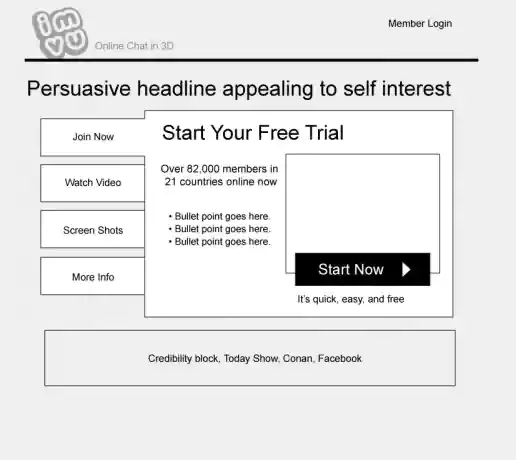 imvu
Member Login
Online Chat in 3D
Persuasive headline appealing to self interest
Join Now
Start Your Free Trial
Over 82,000 members in
21 countries online now
Watch Video
• Bullet point goes here.
• Bullet point goes here.
• Bullet point goes here.
Screen Shots
More Info
Start Now
It's quick, easy, and free
Credibility block, Today Show, Conan, Facebook